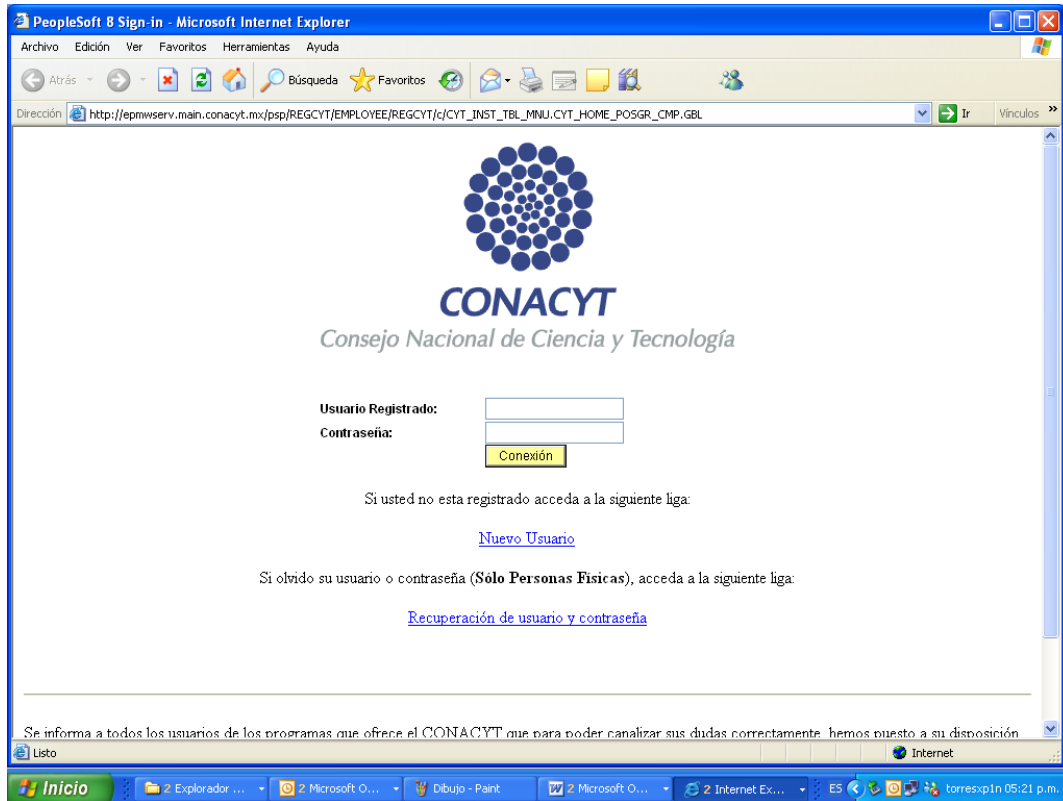 PeopleSoft 8 Sign-in - Microsoft Internet Explorer
Archivo Edición Ver Favoritos Herramientas Ayuda
Atrás Búsqueda Favoritos
Dirección http://epmwserv.main.conacyt.mx/psp/REGCYT/EMPLOYEE/REGCYT/c/CYT_INST_TBL_MNU.CYT_HOME_POSGR_CMP.GBL Ir Vínculos »
CONACYT
Consejo Nacional de Ciencia y Tecnología
Usuario Registrado:
Contraseña:
Conexión
Si usted no esta registrado acceda a la siguiente liga:
Nuevo Usuario
Si olvido su usuario o contraseña (Sólo Personas Físicas), acceda a la siguiente liga:
Recuperación de usuario y contraseña
Se informa a todos los usuarios de los programas que ofrece el CONACYT que para poder canalizar sus dudas correctamente, hemos puesto a su disposición
Listo Internet
Inicio 2 Explorador ... 2 Microsoft O... Dibujo - Paint 2 Microsoft O... 2 Internet Ex... ES torresxp1n 05:21 p.m.